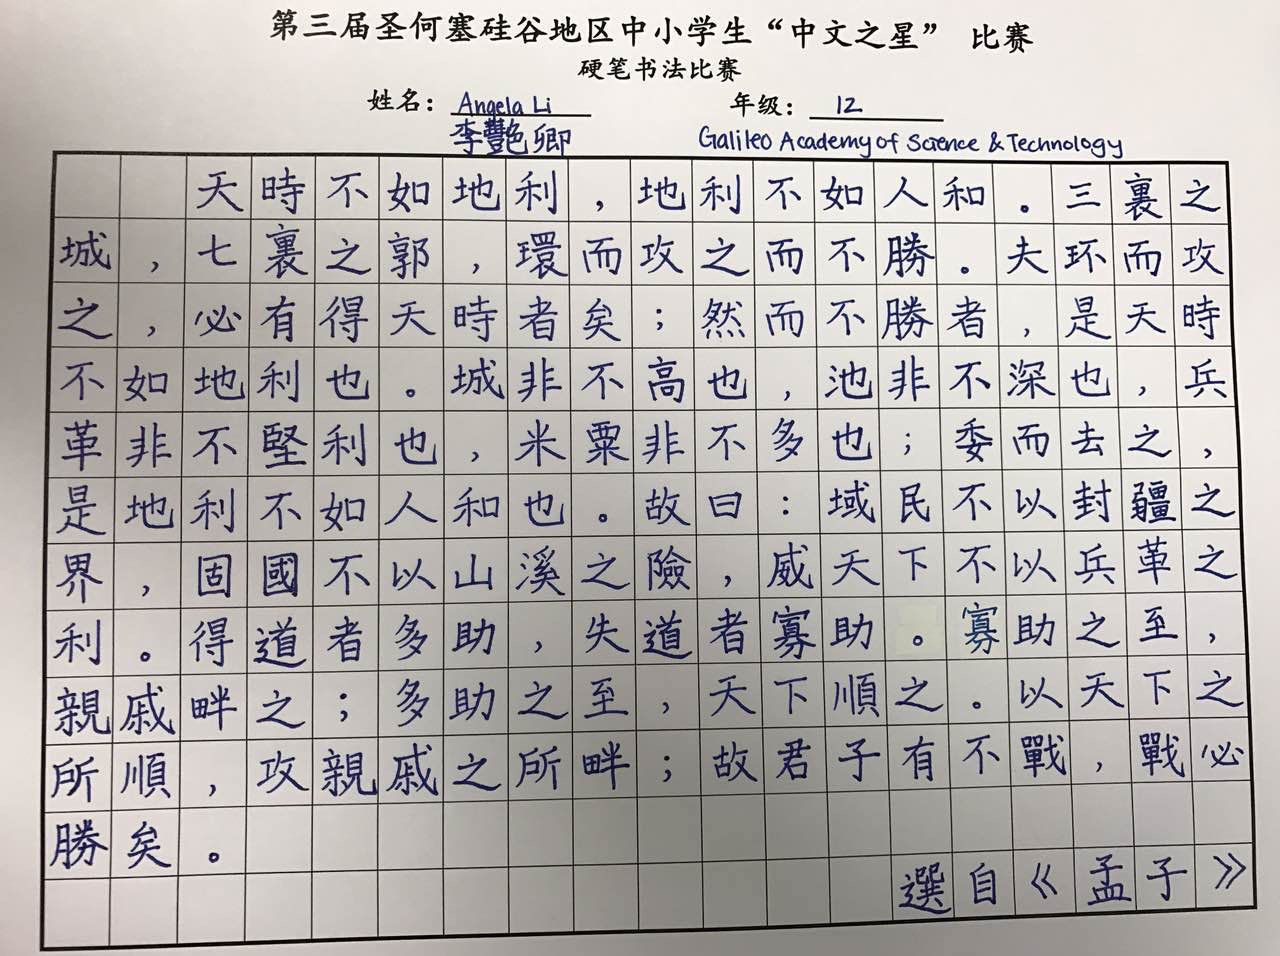 第三届圣何塞硅谷地区中小学生“中文之星” 比赛
硬笔书法比赛
姓名：Angela Li 年级：12
李艷卿 Galileo Academy of Science & Technology
天時不如地利，地利不如人和。三裏之
城，七裏之郭，環而攻之而不勝。夫环而攻
之，必有得天時者矣；然而不勝者，是天時
不如地利也。城非不高也，池非不深也，兵
革非不堅利也，米粟非不多也；委而去之，
是地利不如人和也。故曰：域民不以封疆之
界，固國不以山溪之險，威天下不以兵革之
利。得道者多助，失道者寡助。寡助之至，
親戚畔之；多助之至，天下順之。以天下之
所順，攻親戚之所畔；故君子有不戰，戰必
勝矣。
選自《孟子》